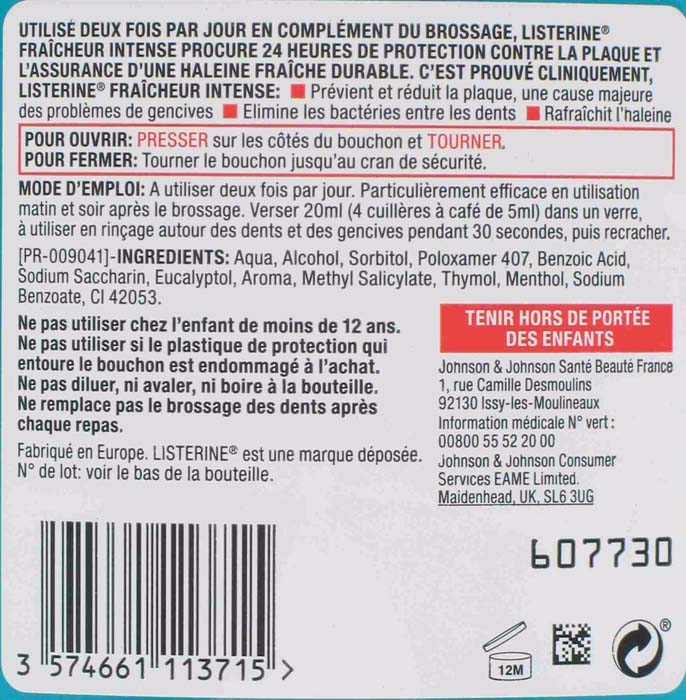 UTILISÉ DEUX FOIS PAR JOUR EN COMPLÉMENT DU BROSSAGE, LISTERINE®
FRAÎCHEUR INTENSE PROCURE 24 HEURES DE PROTECTION CONTRE LA PLAQUE ET
L'ASSURANCE D'UNE HALEINE FRAÎCHE DURABLE. C'EST PROUVÉ CLINIQUEMENT,
LISTERINE® FRAÎCHEUR INTENSE: ■ Prévient et réduit la plaque, une cause majeure
des problèmes de gencives ■ Elimine les bactéries entre les dents ■ Rafraîchit l'haleine
POUR OUVRIR: PRESSER sur les côtés du bouchon et TOURNER.
POUR FERMER: Tourner le bouchon jusqu'au cran de sécurité.
MODE D'EMPLOI: A utiliser deux fois par jour. Particulièrement efficace en utilisation
matin et soir après le brossage. Verser 20ml (4 cuillères à café de 5ml) dans un verre,
à utiliser en rinçage autour des dents et des gencives pendant 30 secondes, puis recracher.
[PR-009041]-INGREDIENTS: Aqua, Alcohol, Sorbitol, Poloxamer 407, Benzoic Acid,
Sodium Saccharin, Eucalyptol, Aroma, Methyl Salicylate, Thymol, Menthol, Sodium
Benzoate, CI 42053.
Ne pas utiliser chez l'enfant de moins de 12 ans.
Ne pas utiliser si le plastique de protection qui
entoure le bouchon est endommagé à l'achat.
Ne pas diluer, ni avaler, ni boire à la bouteille.
Ne remplace pas le brossage des dents après
chaque repas.
Fabriqué en Europe. LISTERINE® est une marque déposée.
N° de lot: voir le bas de la bouteille.
TENIR HORS DE PORTÉE
DES ENFANTS
Johnson & Johnson Santé Beauté France
1, rue Camille Desmoulins
92130 Issy-les-Moulineaux
Information médicale N° vert:
00800 55 52 20 00
Johnson & Johnson Consumer
Services EAME Limited.
Maidenhead, UK, SL6 3UG
607730
3 574661 113715 >
12M
®